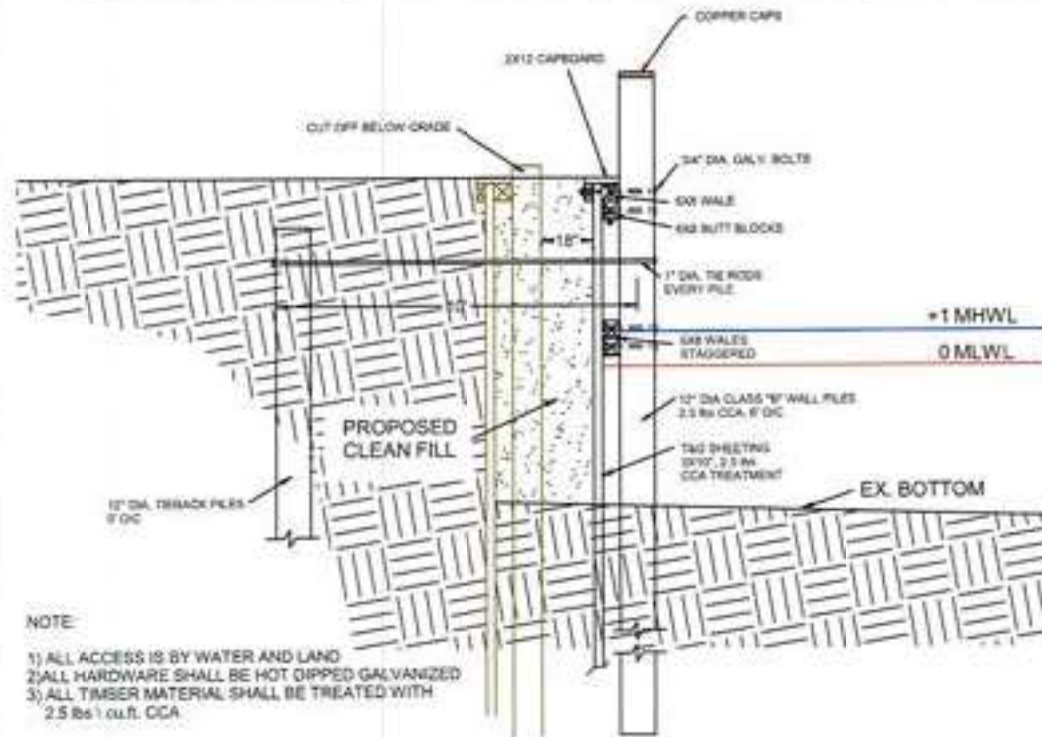 COPPER CAPS
2X12 CAPBOARD
CUT OFF BELOW GRADE
3/4" DIA. GALV. BOLTS
6X8 WALE
6X8 BUTT BLOCKS
18"
1" DIA. TIE RODS
EVERY PILE
+1 MHWL
6X8 WALES
STAGGERED
0 MLWL
12" DIA CLASS "B" WALL PILES
2.5 lbs CCA, 6' O/C
PROPOSED
CLEAN FILL
T&G SHEETING
2.5 lbs
CCA TREATMENT
EX. BOTTOM
DIA. TIEBACK PILES
O/C
NOTE:
1) ALL ACCESS IS BY WATER AND LAND
2)ALL HARDWARE SHALL BE HOT DIPPED GALVANIZED
3) ALL TIMBER MATERIAL SHALL BE TREATED WITH
2.5 lbs \ cu.ft. CCA